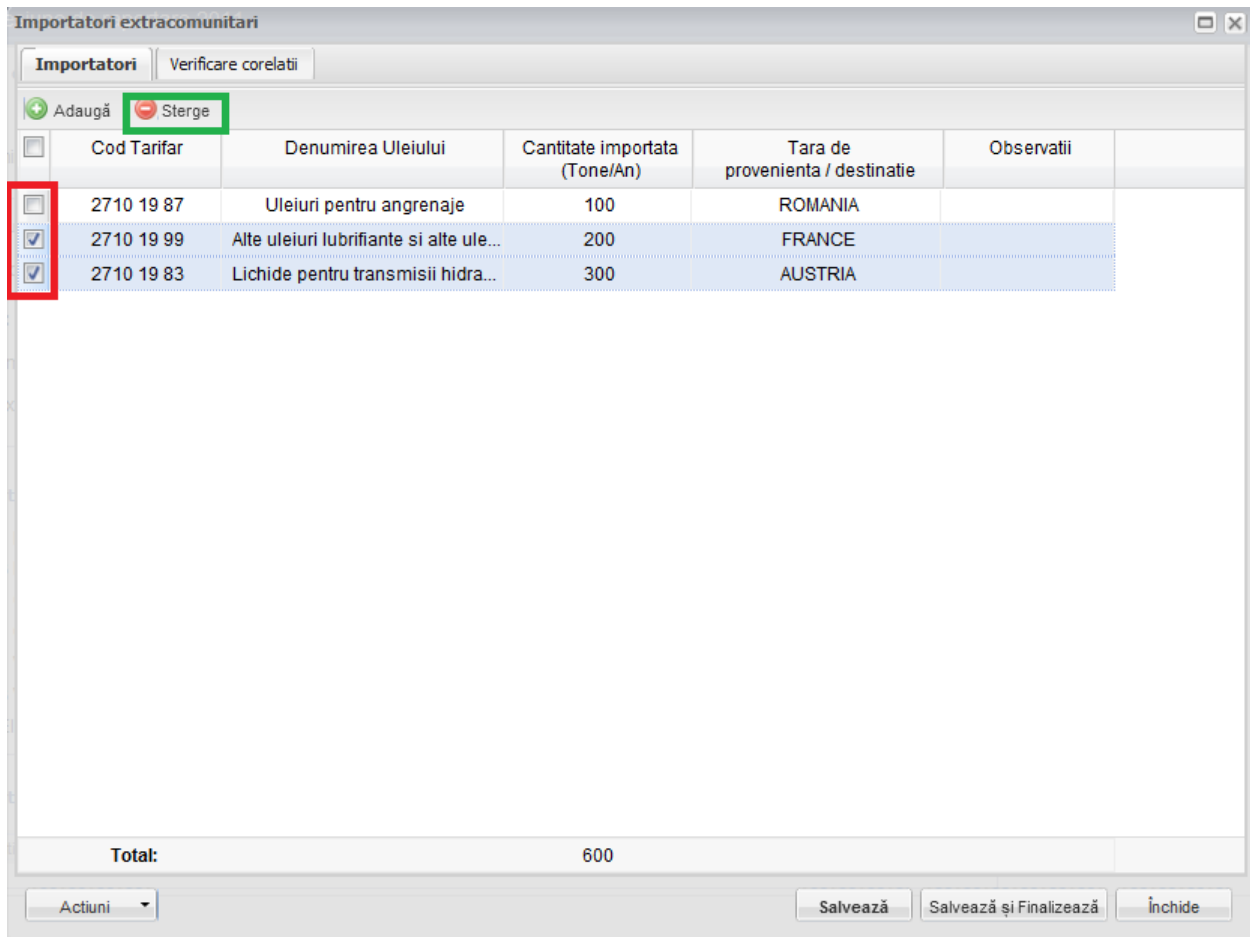 Importatori extracomunitari
Importatori Verificare corelatii
Adaugă Sterge
Cod Tarifar Denumirea Uleiului Cantitate importata (Tone/An) Tara de provenienta / destinatie Observatii
2710 19 87 Uleiuri pentru angrenaje 100 ROMANIA
2710 19 99 Alte uleiuri lubrifiante si alte ule... 200 FRANCE
2710 19 83 Lichide pentru transmisii hidra... 300 AUSTRIA
Total: 600
Actiuni Salvează Salvează și Finalizează Închide